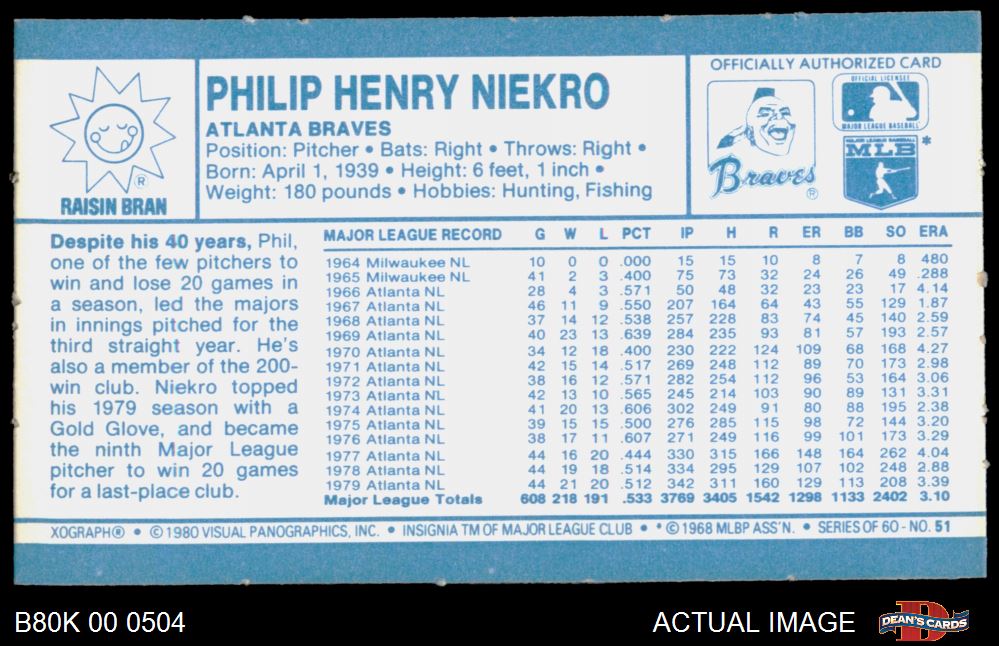 PHILIP HENRY NIEKRO
ATLANTA BRAVES
Position: Pitcher • Bats: Right • Throws: Right •
Born: April 1, 1939 • Height: 6 feet, 1 inch •
Weight: 180 pounds • Hobbies: Hunting, Fishing
®
RAISIN BRAN
OFFICIALLY AUTHORIZED CARD
Braves®
OFFICIAL LICENSEE
MAJOR LEAGUE BASEBALL
MAJOR LEAGUE BASEBALL
MLB *
Despite his 40 years, Phil,
one of the few pitchers to
win and lose 20 games in
a season, led the majors
in innings pitched for the
third straight year. He's
also a member of the 200-
win club. Niekro topped
his 1979 season with a
Gold Glove, and became
the ninth Major League
pitcher to win 20 games
for a last-place club.
MAJOR LEAGUE RECORD G W L PCT IP H R ER BB SO ERA
1964 Milwaukee NL 10 0 0 .000 15 15 10 8 7 8 480
1965 Milwaukee NL 41 2 3 .400 75 73 32 24 26 49 .288
1966 Atlanta NL 28 4 3 .571 50 48 32 23 23 17 4.14
1967 Atlanta NL 46 11 9 .550 207 164 64 43 55 129 1.87
1968 Atlanta NL 37 14 12 .538 257 228 83 74 45 140 2.59
1969 Atlanta NL 40 23 13 .639 284 235 93 81 57 193 2.57
1970 Atlanta NL 34 12 18 .400 230 222 124 109 68 168 4.27
1971 Atlanta NL 42 15 14 .517 269 248 112 89 70 173 2.98
1972 Atlanta NL 38 16 12 .571 282 254 112 96 53 164 3.06
1973 Atlanta NL 42 13 10 .565 245 214 103 90 89 131 3.31
1974 Atlanta NL 41 20 13 .606 302 249 91 80 88 195 2.38
1975 Atlanta NL 39 15 15 .500 276 285 115 98 72 144 3.20
1976 Atlanta NL 38 17 11 .607 271 249 116 99 101 173 3.29
1977 Atlanta NL 44 16 20 .444 330 315 166 148 164 262 4.04
1978 Atlanta NL 44 19 18 .514 334 295 129 107 102 248 2.88
1979 Atlanta NL 44 21 20 .512 342 311 160 129 113 208 3.39
Major League Totals 608 218 191 .533 3769 3405 1542 1298 1133 2402 3.10
XOGRAPH® • ©1980 VISUAL PANOGRAPHICS, INC. • INSIGNIA TM OF MAJOR LEAGUE CLUB • *©1968 MLBP ASS'N. • SERIES OF 60 - NO. 51
B80K 00 0504
ACTUAL IMAGE
D
DEAN'S CARDS